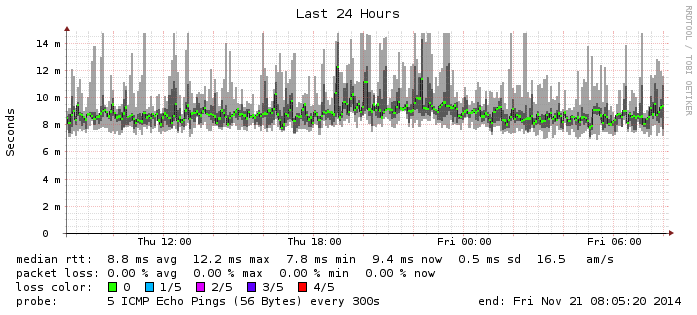 Last 24 Hours
RRDTOOL / TOBI OETIKER
Seconds
14 m
12 m
10 m
8 m
6 m
4 m
2 m
0
Thu 12:00 Thu 18:00 Fri 00:00 Fri 06:00
median rtt: 8.8 ms avg 12.2 ms max 7.8 ms min 9.4 ms now 0.5 ms sd 16.5 am/s
packet loss: 0.00 % avg 0.00 % max 0.00 % min 0.00 % now
loss color: 0 1/5 2/5 3/5 4/5
probe: 5 ICMP Echo Pings (56 Bytes) every 300s end: Fri Nov 21 08:05:20 2014